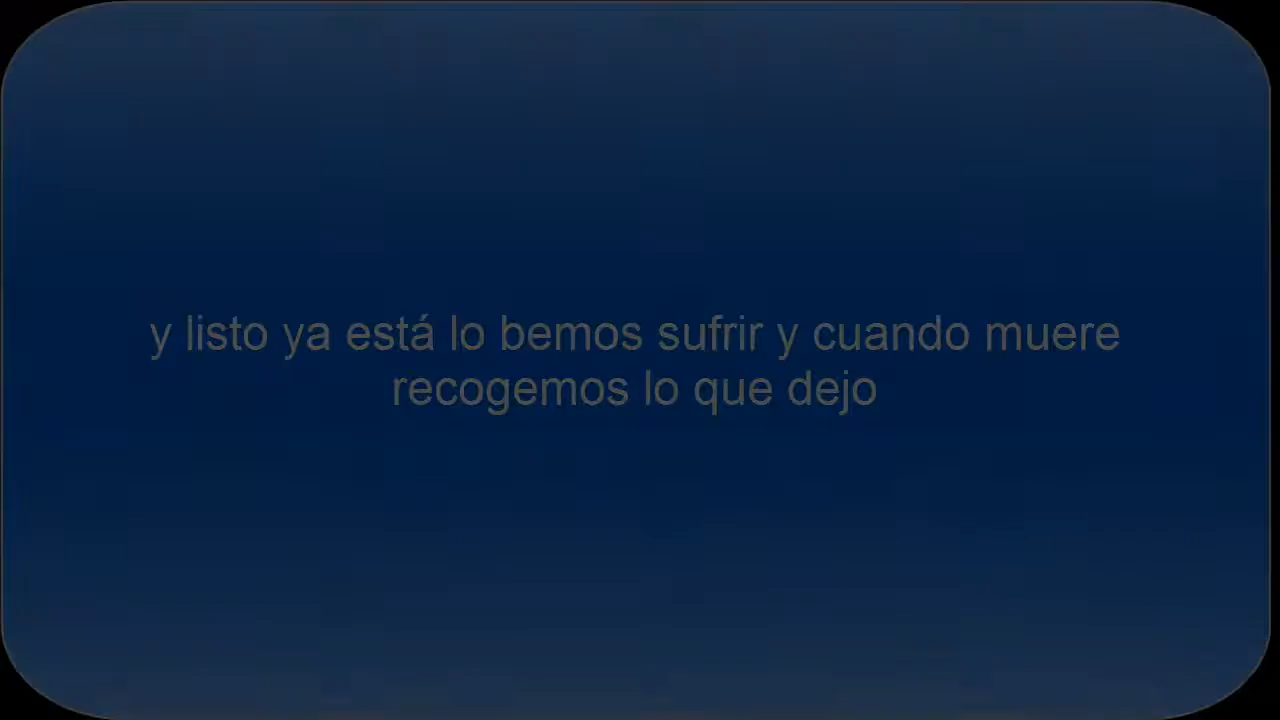 y listo ya está lo bemos sufrir y cuando muere
recogemos lo que dejo